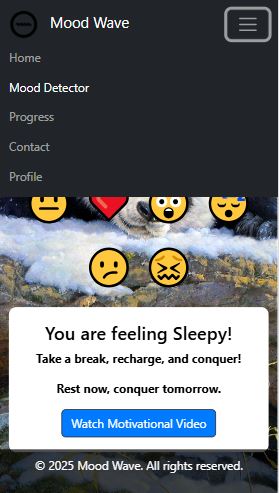 Mood Wave
Home
Mood Detector
Progress
Contact
Profile
You are feeling Sleepy!
Take a break, recharge, and conquer!
Rest now, conquer tomorrow.
Watch Motivational Video
© 2025 Mood Wave. All rights reserved.